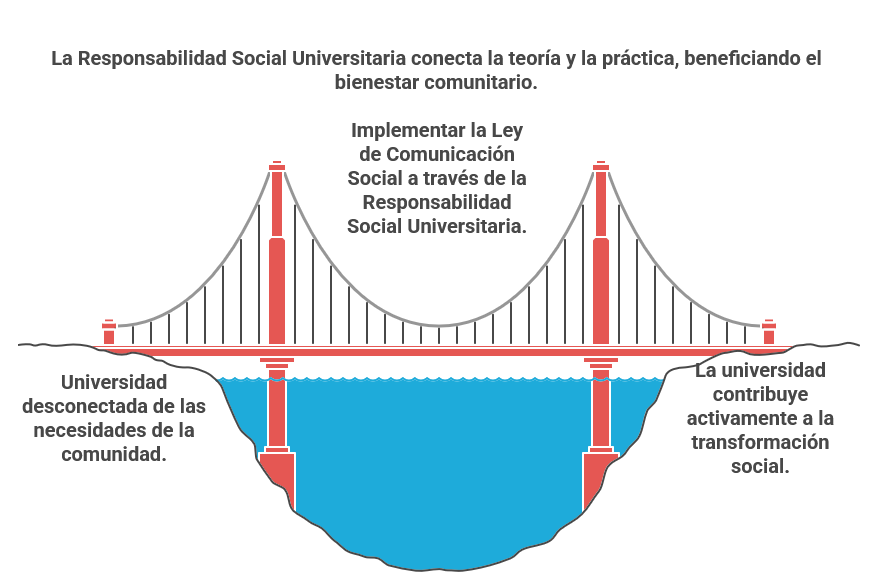 La Responsabilidad Social Universitaria conecta la teoría y la práctica, beneficiando el
bienestar comunitario.
Implementar la Ley
de Comunicación
Social a través de la
Responsabilidad
Social Universitaria.
Universidad
desconectada de las
necesidades de la
comunidad.
La universidad
contribuye
activamente a la
transformación
social.